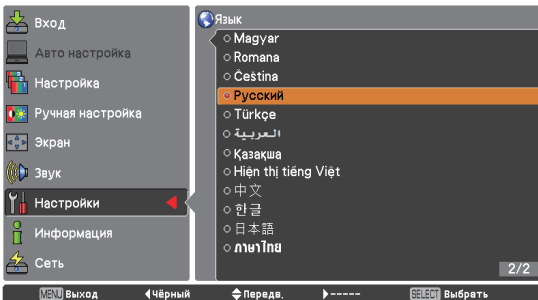 Вход
Авто настройка
Настройка
Ручная настройка
Экран
Звук
Настройки
Информация
Сеть
Язык
Magyar
Romana
Čeština
Русский
Türkçe
العربية
Қазақша
Hiện thị tiếng Việt
中文
한글
日本語
ภาษาไทย
2/2
MENU Выход
Чёрный
Передв.
-----
SELECT Выбрать